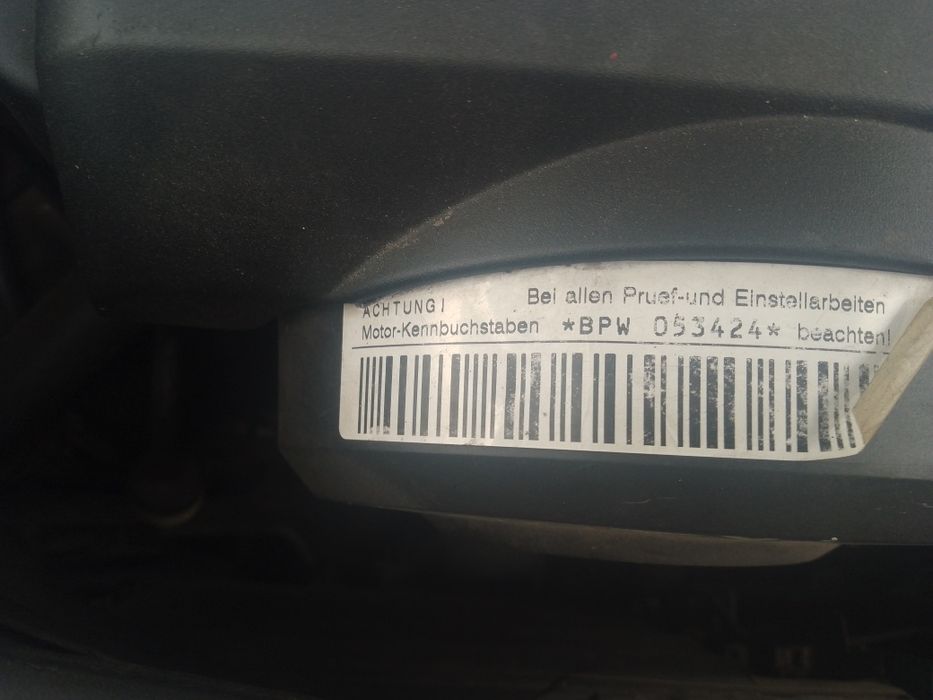 ACHTUNG! Bei allen Pruef-und Einstellarbeiten
Motor-Kennbuchstaben *BPW 053424* beachten!